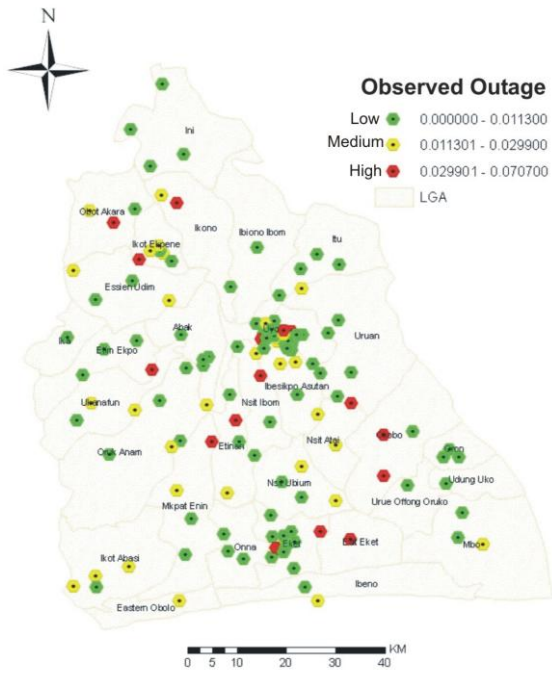 N
Observed Outage
Low 0.000000 - 0.011300
Medium 0.011301 - 0.029900
High 0.029901 - 0.070700
LGA
Ini
Obot Akara
Ikono
Ibiono Ibom
Itu
Ikot Ekpene
Essien Udim
Abak
Uruan
Ika
Etim Ekpo
Ibesikpo Asutan
Ukanafun
Nsit Ibom
Etinan
Nsit Atai
Oruk Anam
Nsit Ubium
Udung Uko
Urue Offong Oruko
Mkpat Enin
Onna
Eket
Mbo
Ikot Abasi
Ibeno
Eastern Obolo
KM
0 5 10 20 30 40